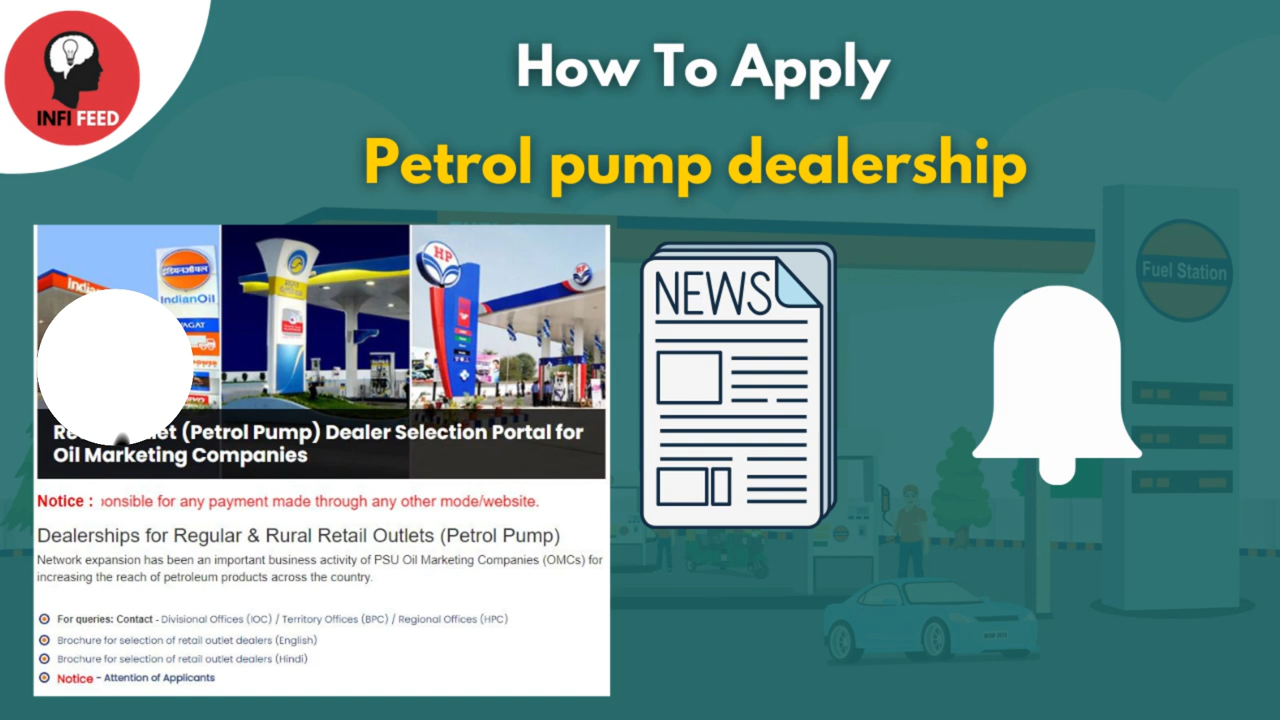 INFI FEED
How To Apply
Petrol pump dealership
इंडियनऑयल
IndianOil
HP
NEWS
Fuel Station
(Petrol Pump) Dealer Selection Portal for
Oil Marketing Companies
Notice : onsible for any payment made through any other mode/website.
Dealerships for Regular & Rural Retail Outlets (Petrol Pump)
Network expansion has been an important business activity of PSU Oil Marketing Companies (OMCs) for
increasing the reach of petroleum products across the country.
For queries: Contact - Divisional Offices (IOC) / Territory Offices (BPC) / Regional Offices (HPC)
Brochure for selection of retail outlet dealers (English)
Brochure for selection of retail outlet dealers (Hindi)
Notice - Attention of Applicants